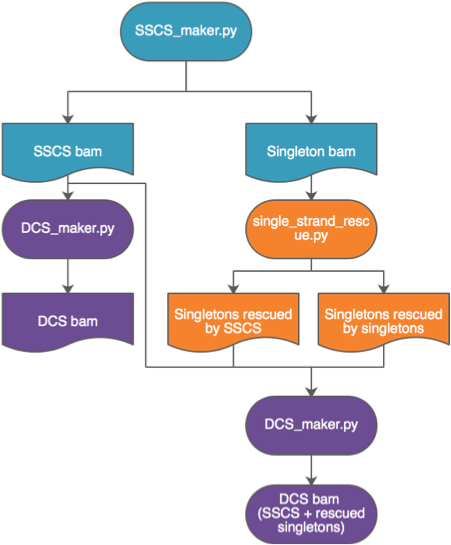 SSCS_maker.py
SSCS bam
Singleton bam
DCS_maker.py
single_strand_resc
ue.py
DCS bam
Singletons rescued
by SSCS
Singletons rescued
by singletons
DCS_maker.py
DCS bam
(SSCS + rescued
singletons)